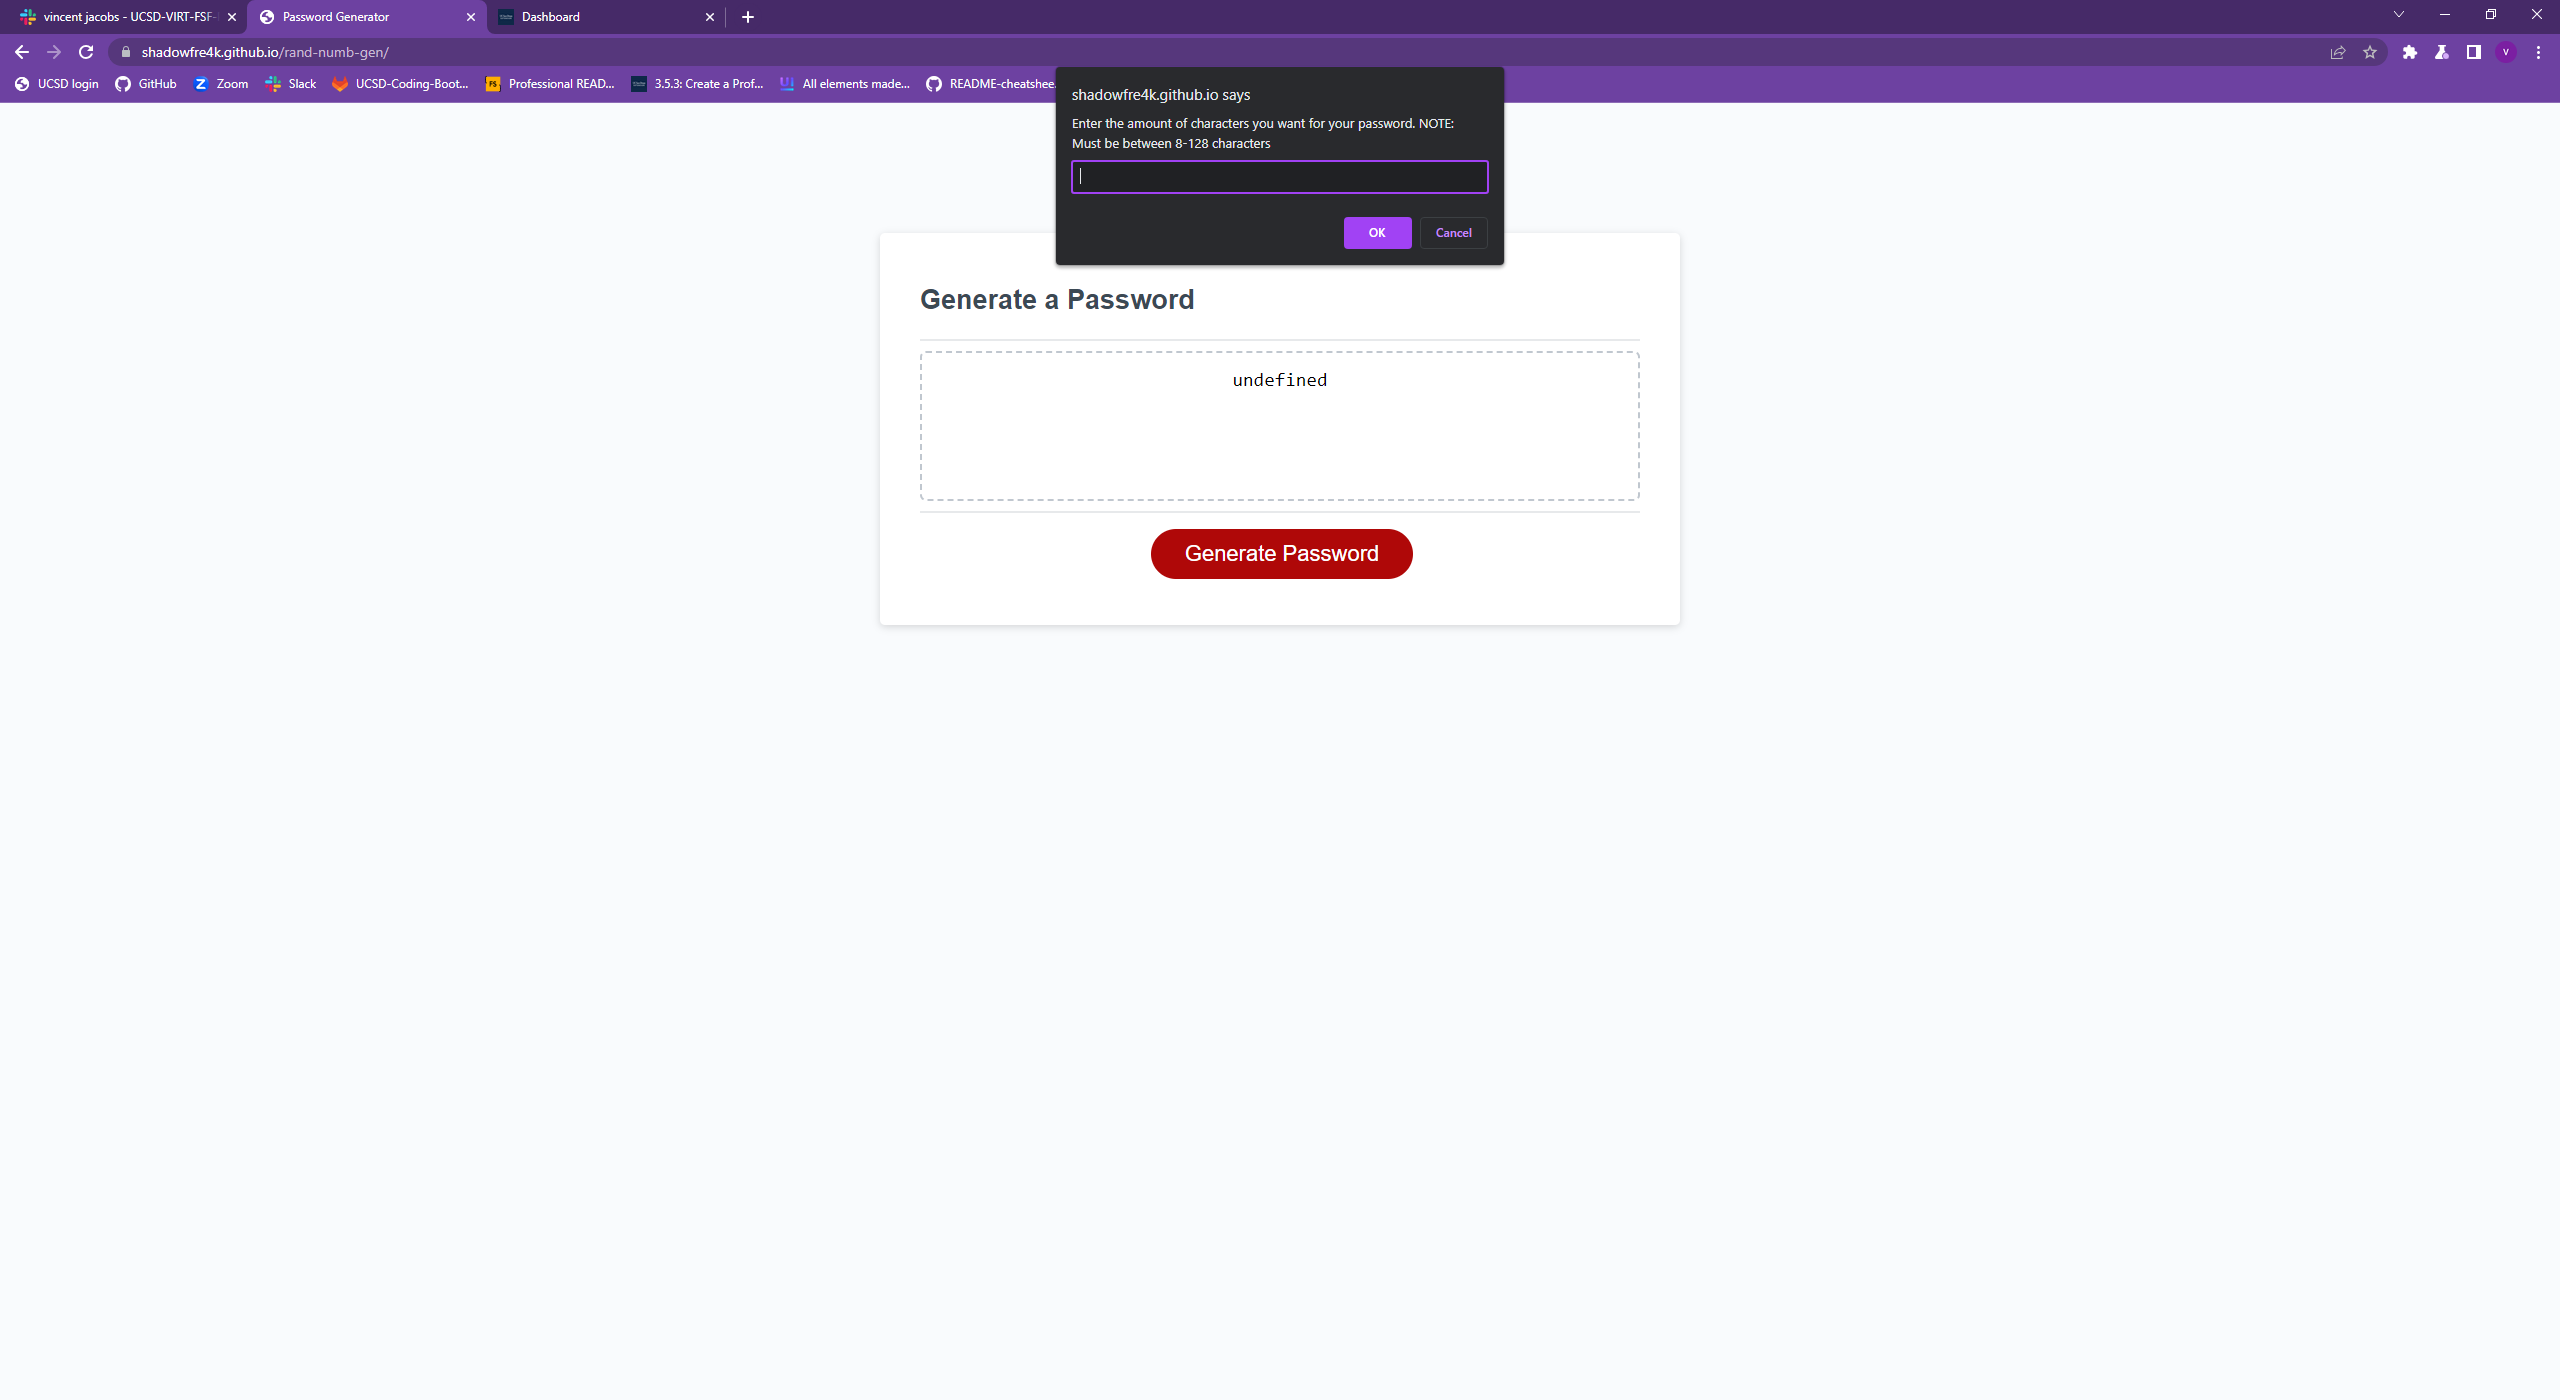 vincent jacobs - UCSD-VIRT-FSF-
Password Generator
Dashboard
shadowfre4k.github.io/rand-numb-gen/
V
UCSD login
GitHub
Zoom
Slack
UCSD-Coding-Boot...
Professional READ...
3.5.3: Create a Prof...
All elements made...
README-cheatshee
shadowfre4k.github.io says
Enter the amount of characters you want for your password. NOTE:
Must be between 8-128 characters
OK
Cancel
Generate a Password
undefined
Generate Password